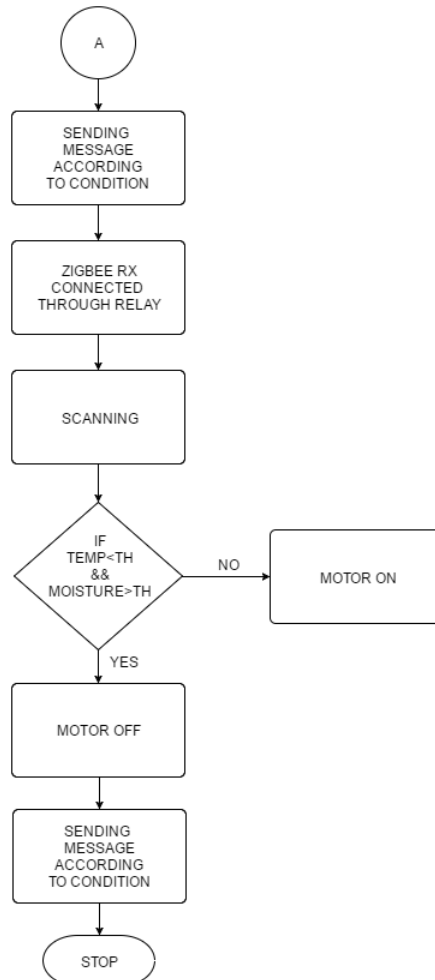 A
SENDING
MESSAGE
ACCORDING
TO CONDITION
ZIGBEE RX
CONNECTED
THROUGH RELAY
SCANNING
IF
TEMP<TH
&&
MOISTURE>TH
NO
MOTOR ON
YES
MOTOR OFF
SENDING
MESSAGE
ACCORDING
TO CONDITION
STOP